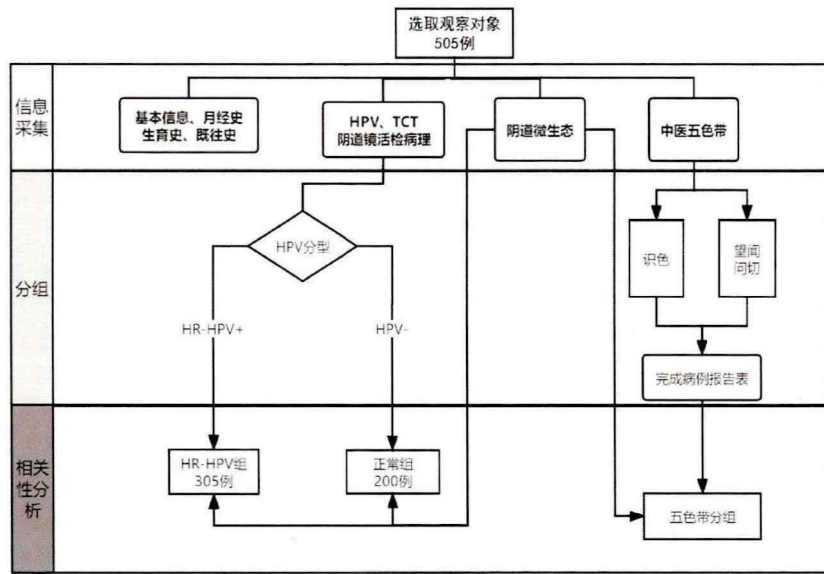 选取观察对象
505例
信息
采集
基本信息、月经史
生育史、既往史
HPV、TCT
阴道镜活检病理
阴道微生态
中医五色带
分组
HPV分型
识色
望闻
问切
HR-HPV+
HPV-
完成病例报告表
相关
性分
析
HR-HPV组
305例
正常组
200例
五色带分组